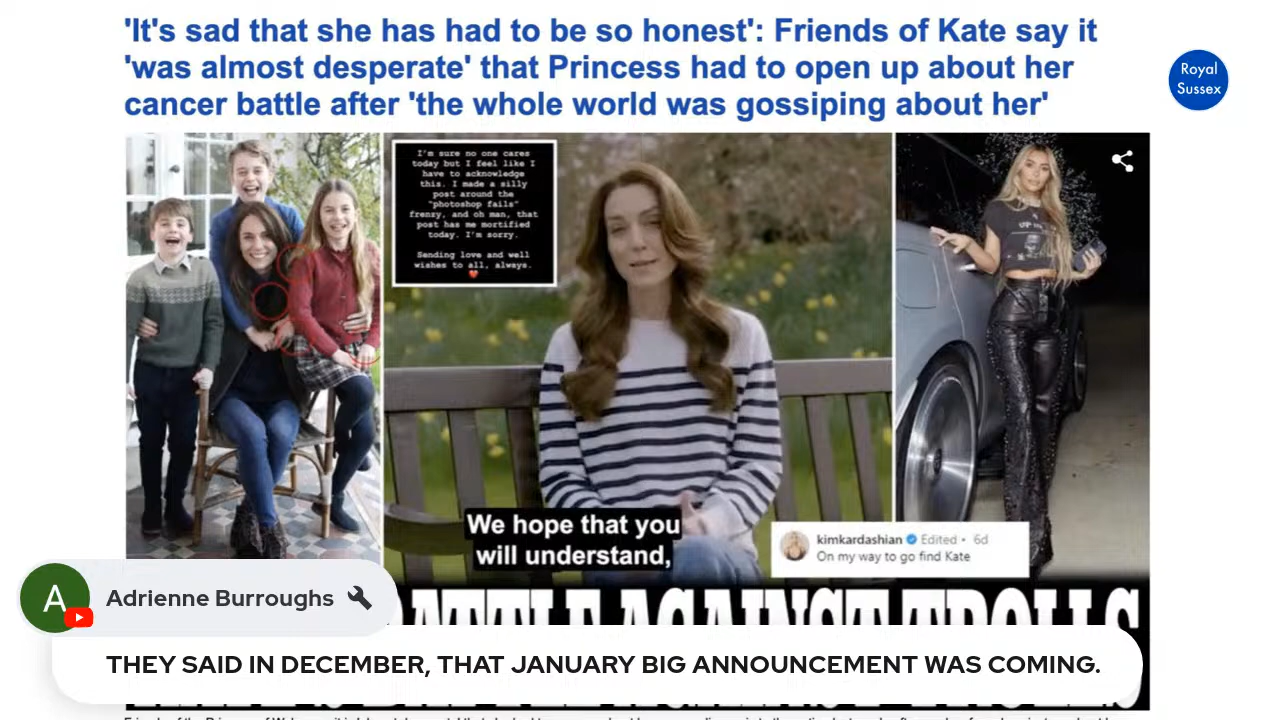 'It's sad that she has had to be so honest': Friends of Kate say it
'was almost desperate' that Princess had to open up about her
cancer battle after 'the whole world was gossiping about her'
Royal
Sussex
I'm sure no one cares
today but I feel like I
have to acknowledge
this. I made a silly
post around the
"photoshop fails"
frenzy, and oh man, that
post has me mortified
today. I'm sorry.
Sending love and well
wishes to all, always.
We hope that you
will understand,
kimkardashian Edited • 6d
On my way to go find Kate
BATTLE AGAINST TROLLS
A
Adrienne Burroughs
THEY SAID IN DECEMBER, THAT JANUARY BIG ANNOUNCEMENT WAS COMING.